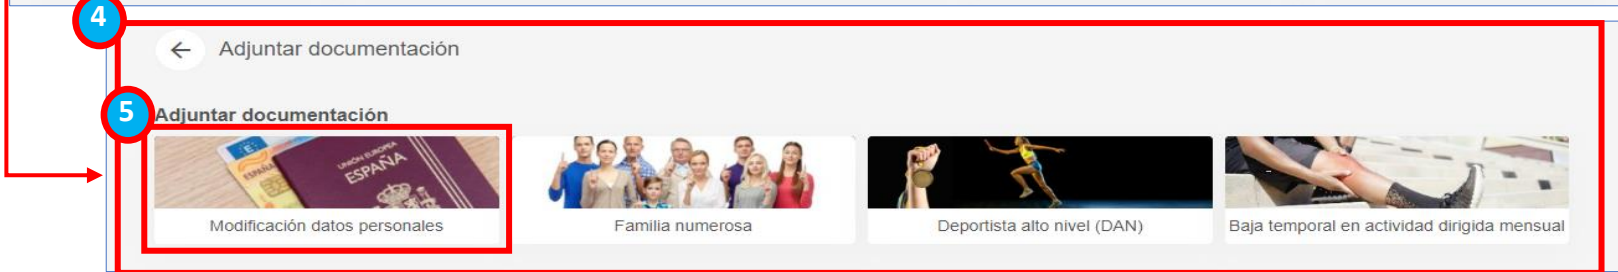 4
Adjuntar documentación
5
Adjuntar documentación
UNIÓN EUROPEA
ESPAÑA
ESPAÑA
E
Modificación datos personales
Familia numerosa
Deportista alto nivel (DAN)
Baja temporal en actividad dirigida mensual